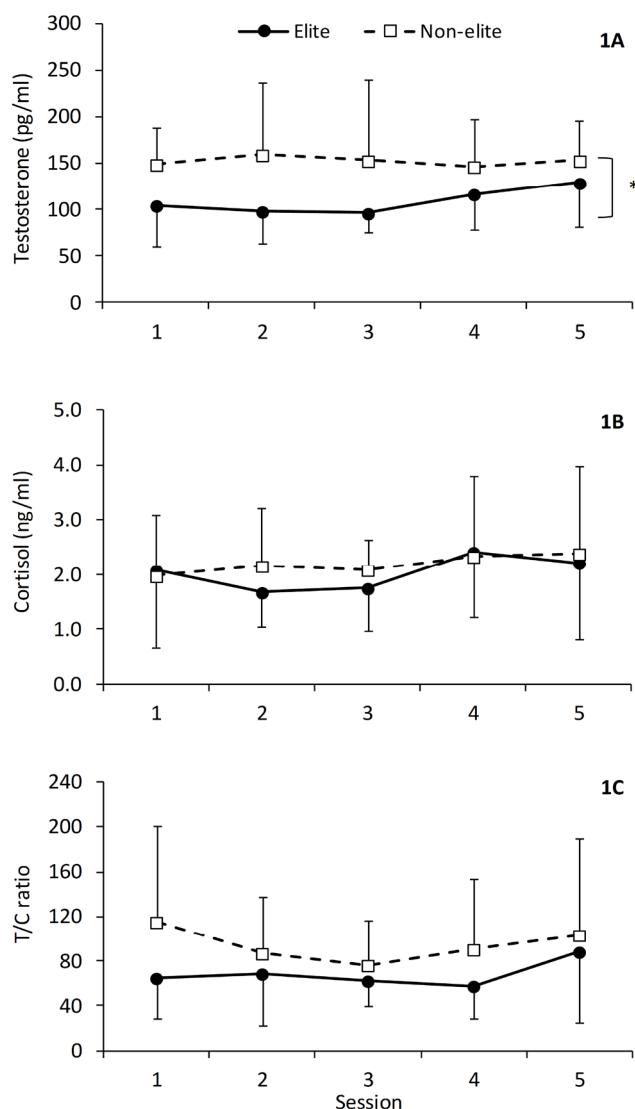 Elite
Non-elite
1A
300
250
200
150
100
50
0
Testosterone (pg/ml)
*
1 2 3 4 5
1B
5.0
4.0
3.0
2.0
1.0
0.0
Cortisol (ng/ml)
1 2 3 4 5
1C
240
200
160
120
80
40
0
T/C ratio
1 2 3 4 5
Session